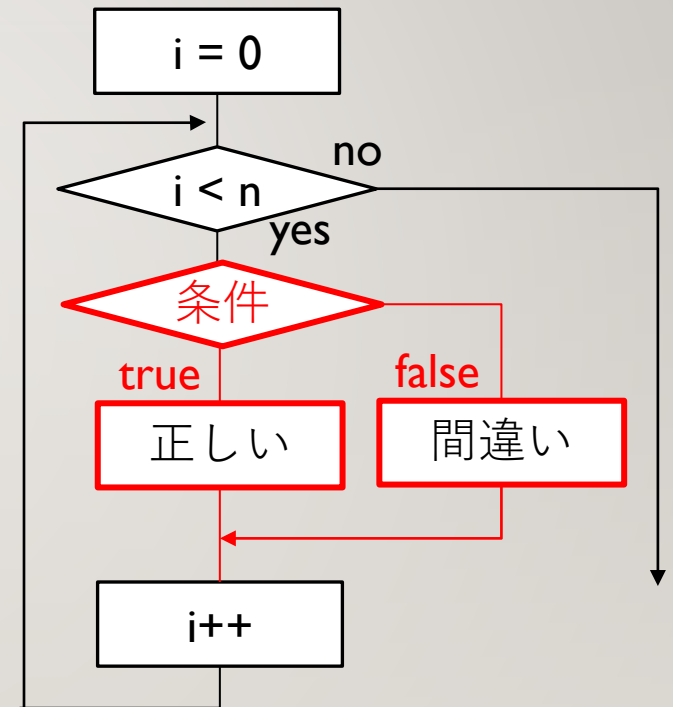 i = 0
no
i < n
yes
条件
true
false
正しい
間違い
i++